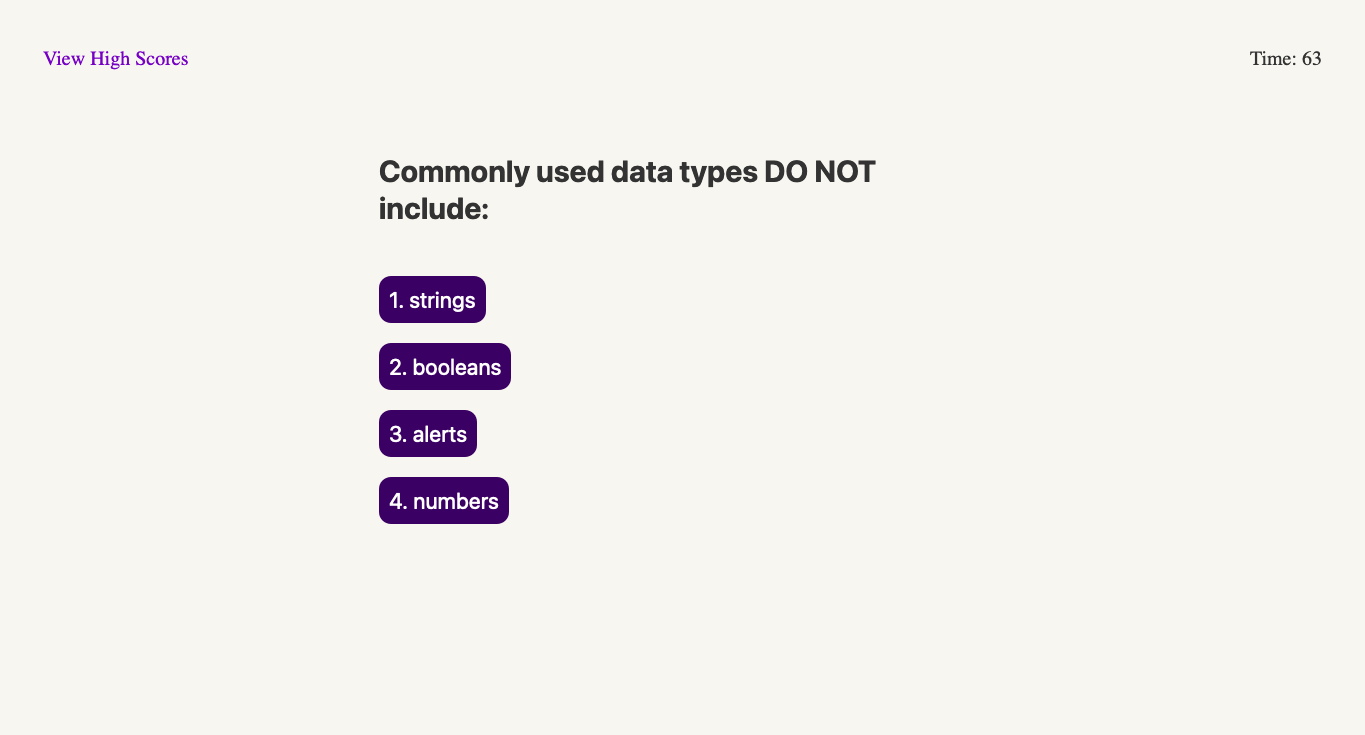 View High Scores
Time: 63
Commonly used data types DO NOT
include:
1. strings
2. booleans
3. alerts
4. numbers